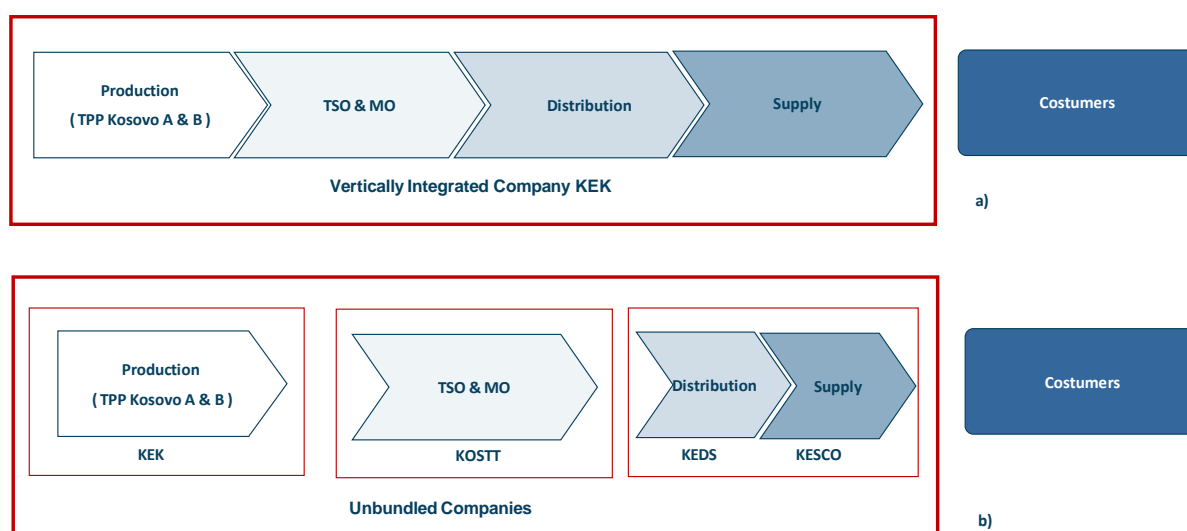 Production
( TPP Kosovo A & B )
TSO & MO
Distribution
Supply
Costumers
Vertically Integrated Company KEK
a)
Production
( TPP Kosovo A & B )
TSO & MO
Distribution
Supply
Costumers
KEK
KOSTT
KEDS
KESCO
Unbundled Companies
b)